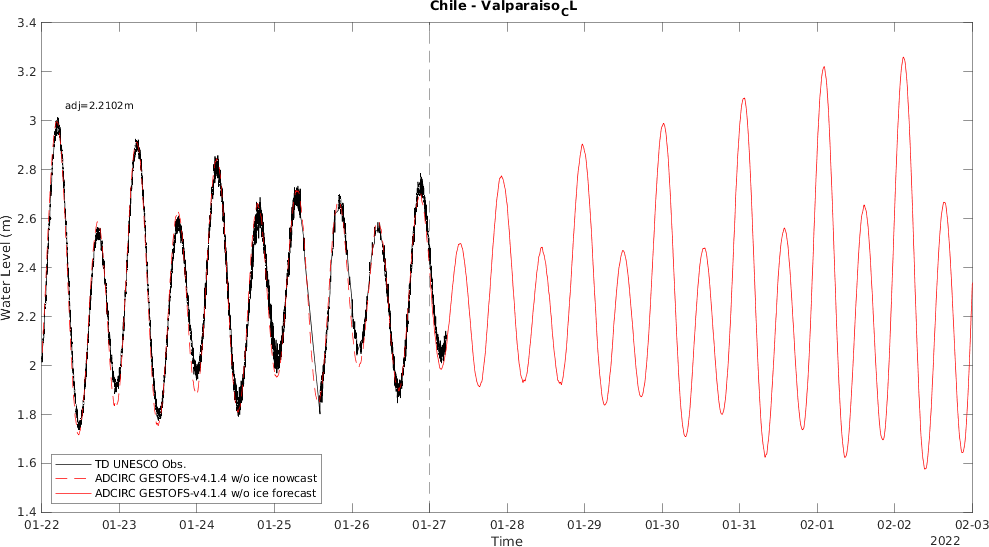 Chile - Valparaiso_CL
3.4
3.2
3
2.8
2.6
2.4
2.2
2
1.8
1.6
1.4
Water Level (m)
adj=2.2102m
TD UNESCO Obs.
ADCIRC GESTOFS-v4.1.4 w/o ice nowcast
ADCIRC GESTOFS-v4.1.4 w/o ice forecast
01-22 01-23 01-24 01-25 01-26 01-27 01-28 01-29 01-30 01-31 02-01 02-02 02-03
Time
2022